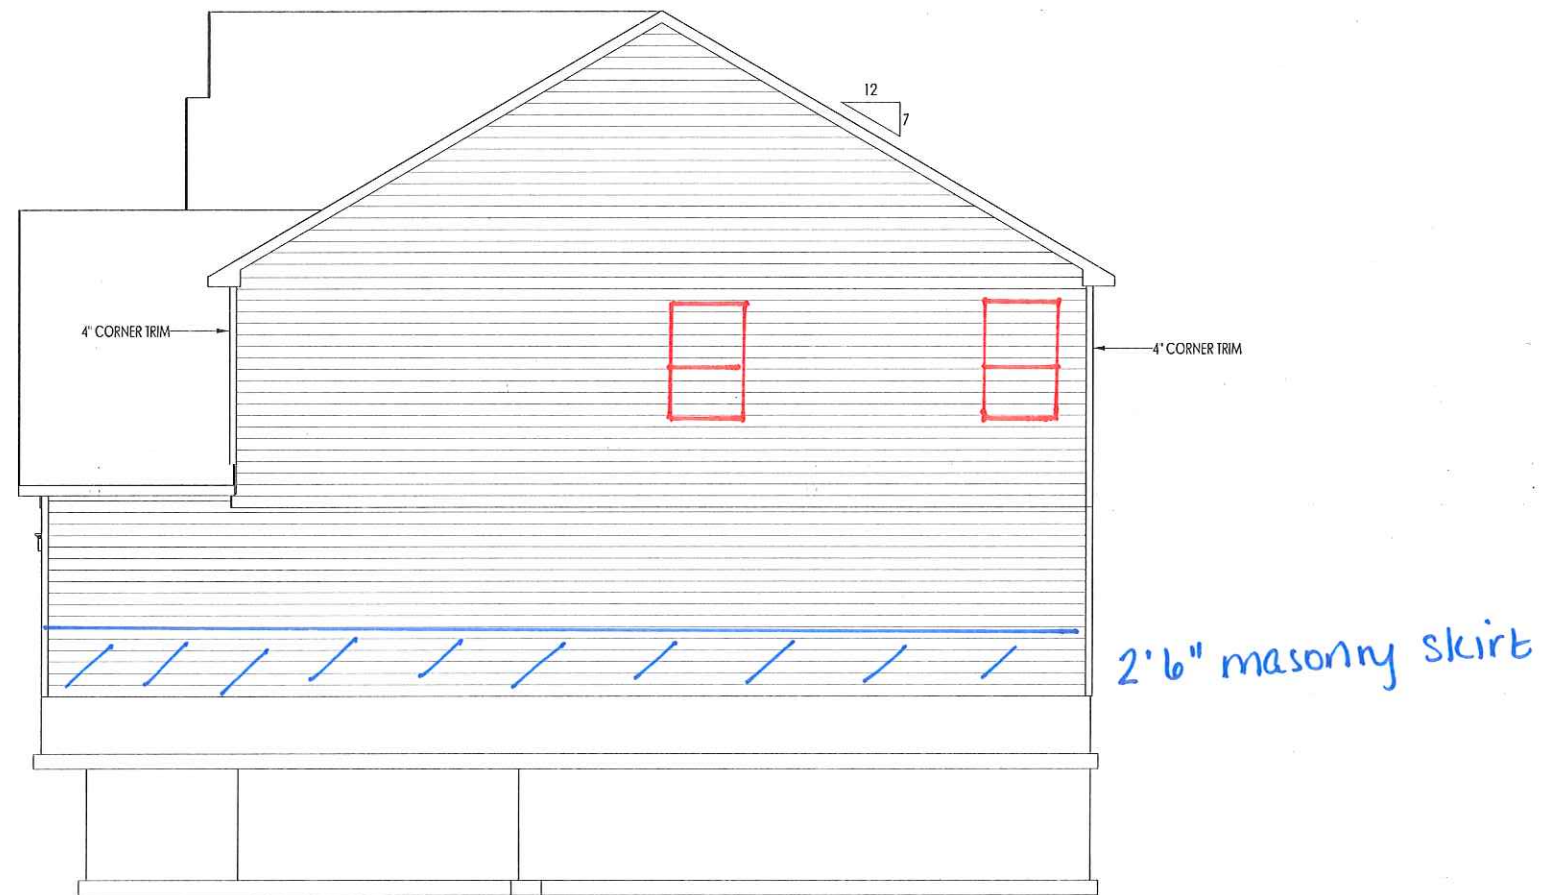 12
7
4" CORNER TRIM
4" CORNER TRIM
2'6" masonry skirt